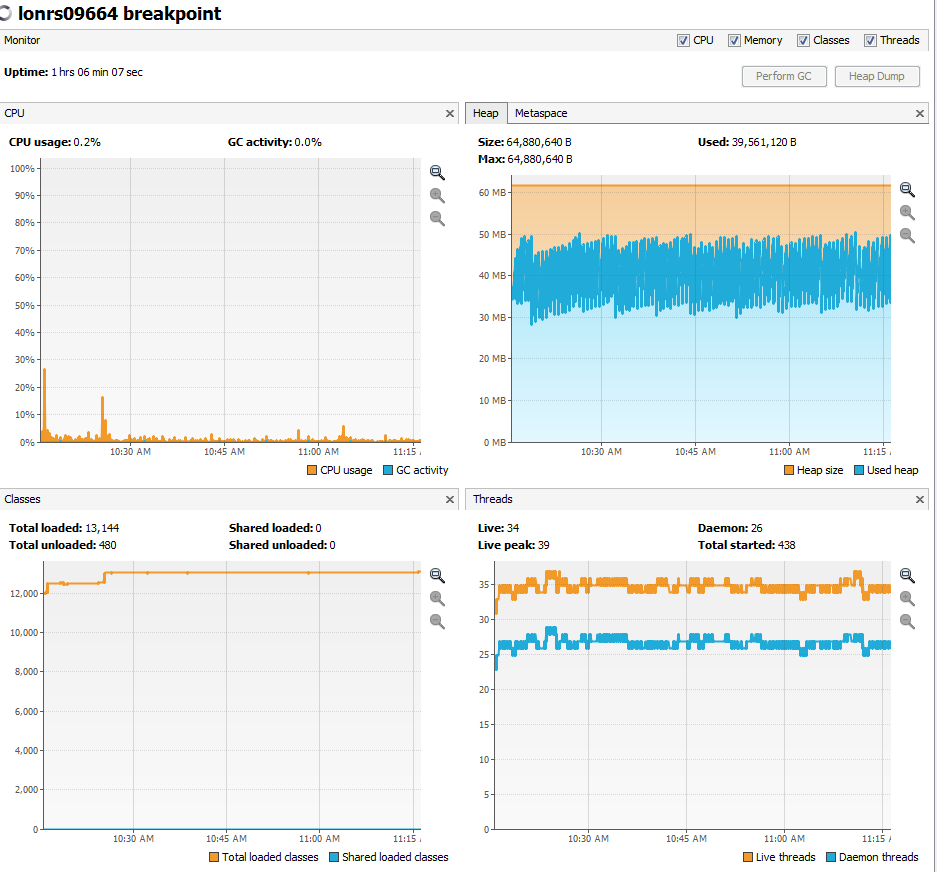 lonrs09664 breakpoint
Monitor
CPU Memory Classes Threads
Uptime: 1 hrs 06 min 07 sec
Perform GC Heap Dump
CPU
CPU usage: 0.2% GC activity: 0.0%
100%
90%
80%
70%
60%
50%
40%
30%
20%
10%
0%
10:30 AM 10:45 AM 11:00 AM 11:15
CPU usage GC activity
Heap Metaspace
Size: 64,880,640 B Used: 39,561,120 B
Max: 64,880,640 B
60 MB
50 MB
40 MB
30 MB
20 MB
10 MB
0 MB
10:30 AM 10:45 AM 11:00 AM 11:15
Heap size Used heap
Classes
Total loaded: 13,144 Shared loaded: 0
Total unloaded: 480 Shared unloaded: 0
12,000
10,000
8,000
6,000
4,000
2,000
0
10:30 AM 10:45 AM 11:00 AM 11:15
Total loaded classes Shared loaded classes
Threads
Live: 34 Daemon: 26
Live peak: 39 Total started: 438
35
30
25
20
15
10
5
0
10:30 AM 10:45 AM 11:00 AM 11:15
Live threads Daemon threads